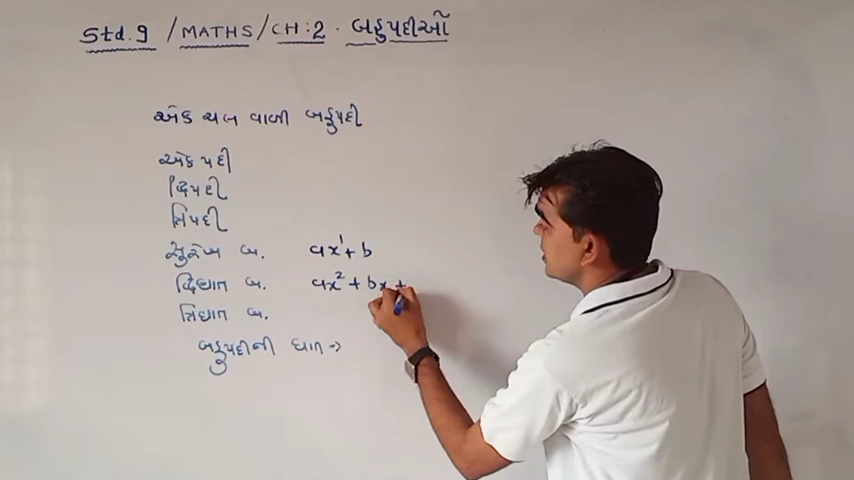 Std.9 / MATHS / CH:2. બહુપદીઓ
એક ચલ વાળી બહુપદી
એકપદી
દ્વિપદી
ત્રિપદી
સુરેખ બ. ax¹ + b
દ્વિઘાત બ. ax² + bx +
ત્રિઘાત બ.
બહુપદીની ઘાત →